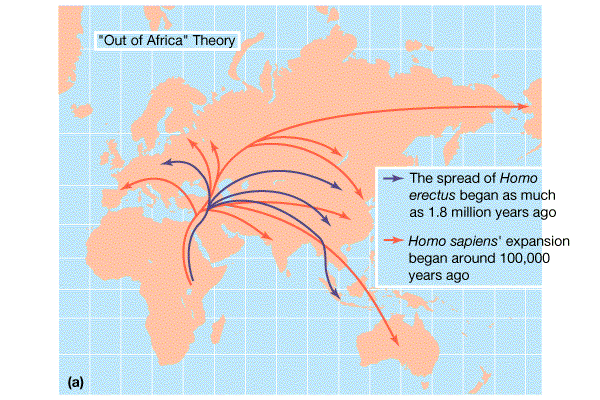 "Out of Africa" Theory
The spread of Homo
erectus began as much
as 1.8 million years ago
Homo sapiens' expansion
began around 100,000
years ago
(a)